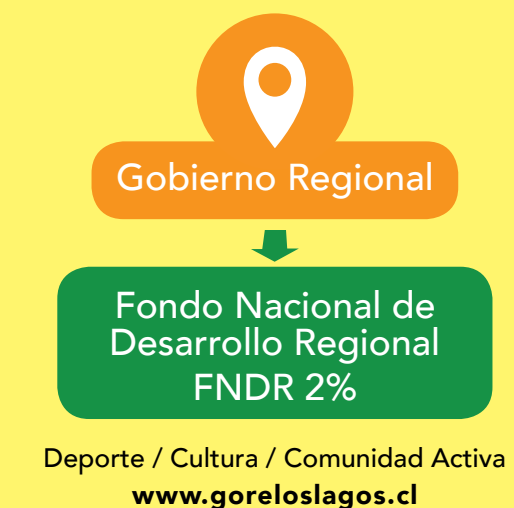 Gobierno Regional
Fondo Nacional de
Desarrollo Regional
FNDR 2%
Deporte / Cultura / Comunidad Activa
www.goreloslagos.cl